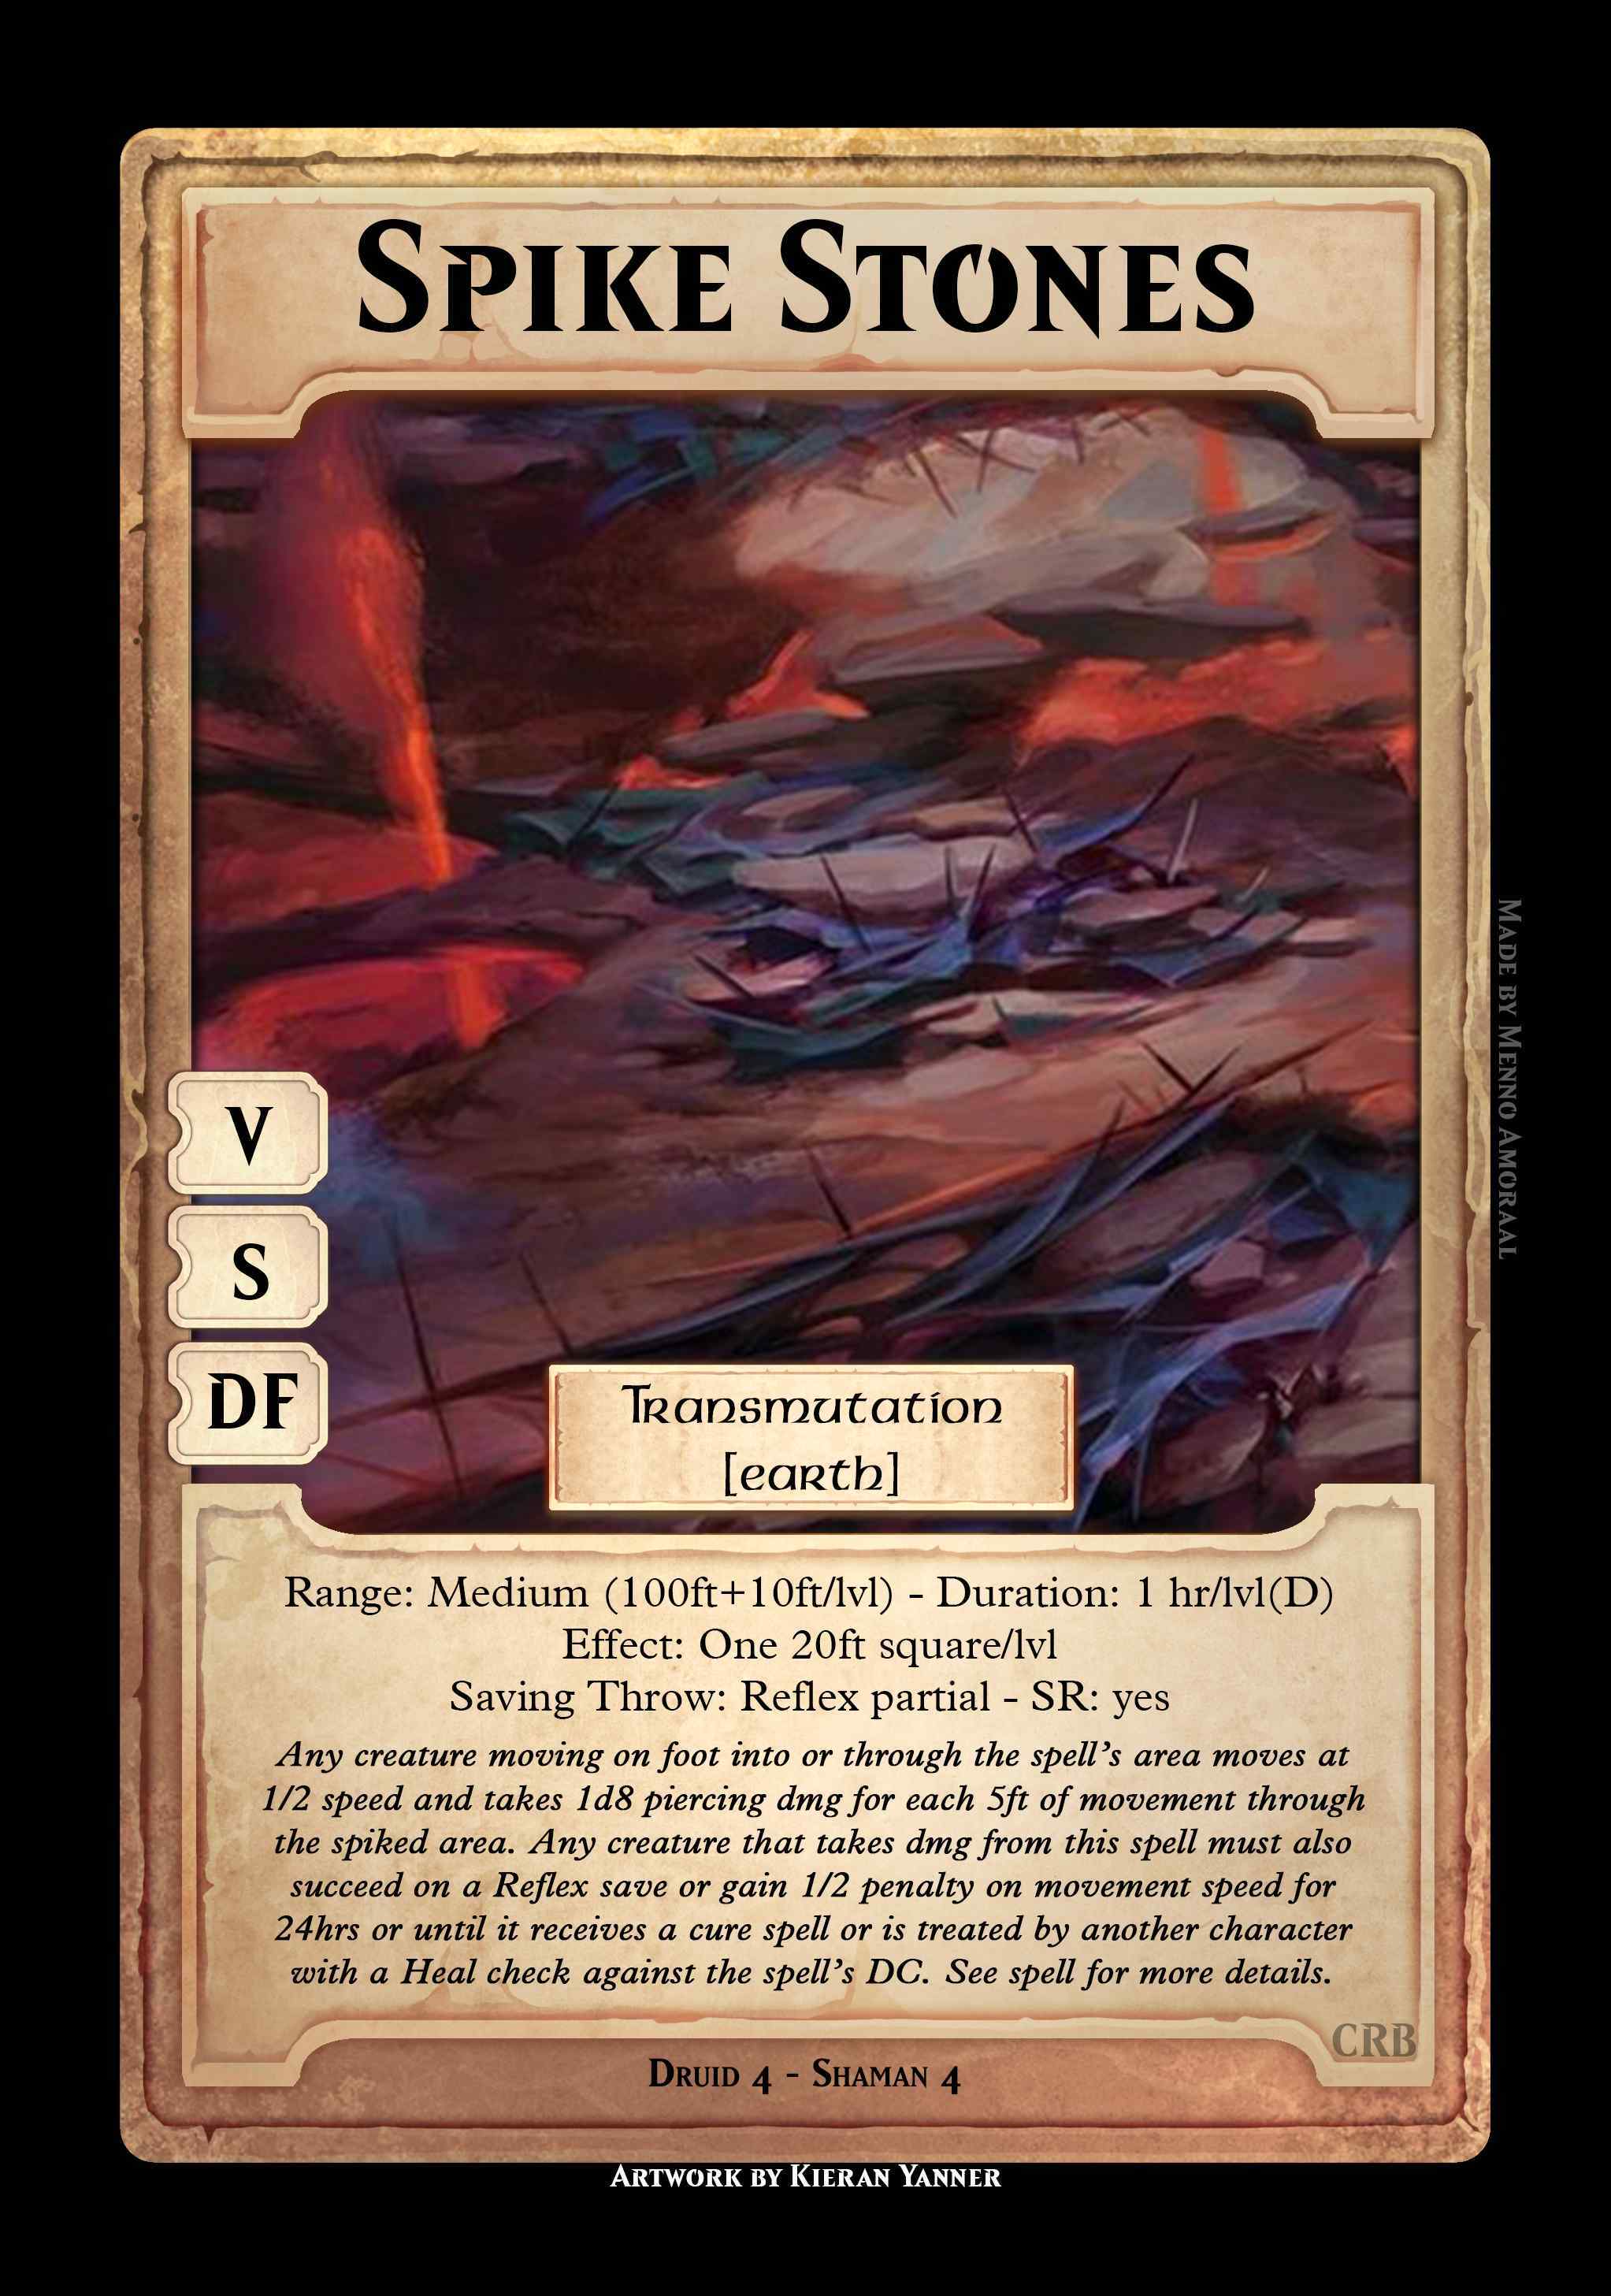 Spike Stones
V
S
DF
Transmutation
[earth]
Range: Medium (100ft+10ft/lvl) - Duration: 1 hr/lvl(D)
Effect: One 20ft square/lvl
Saving Throw: Reflex partial - SR: yes
Any creature moving on foot into or through the spell's area moves at
1/2 speed and takes 1d8 piercing dmg for each 5ft of movement through
the spiked area. Any creature that takes dmg from this spell must also
succeed on a Reflex save or gain 1/2 penalty on movement speed for
24hrs or until it receives a cure spell or is treated by another character
with a Heal check against the spell's DC. See spell for more details.
CRB
Druid 4 - Shaman 4
Artwork by Kieran Yanner
Made by Menno Amoraal